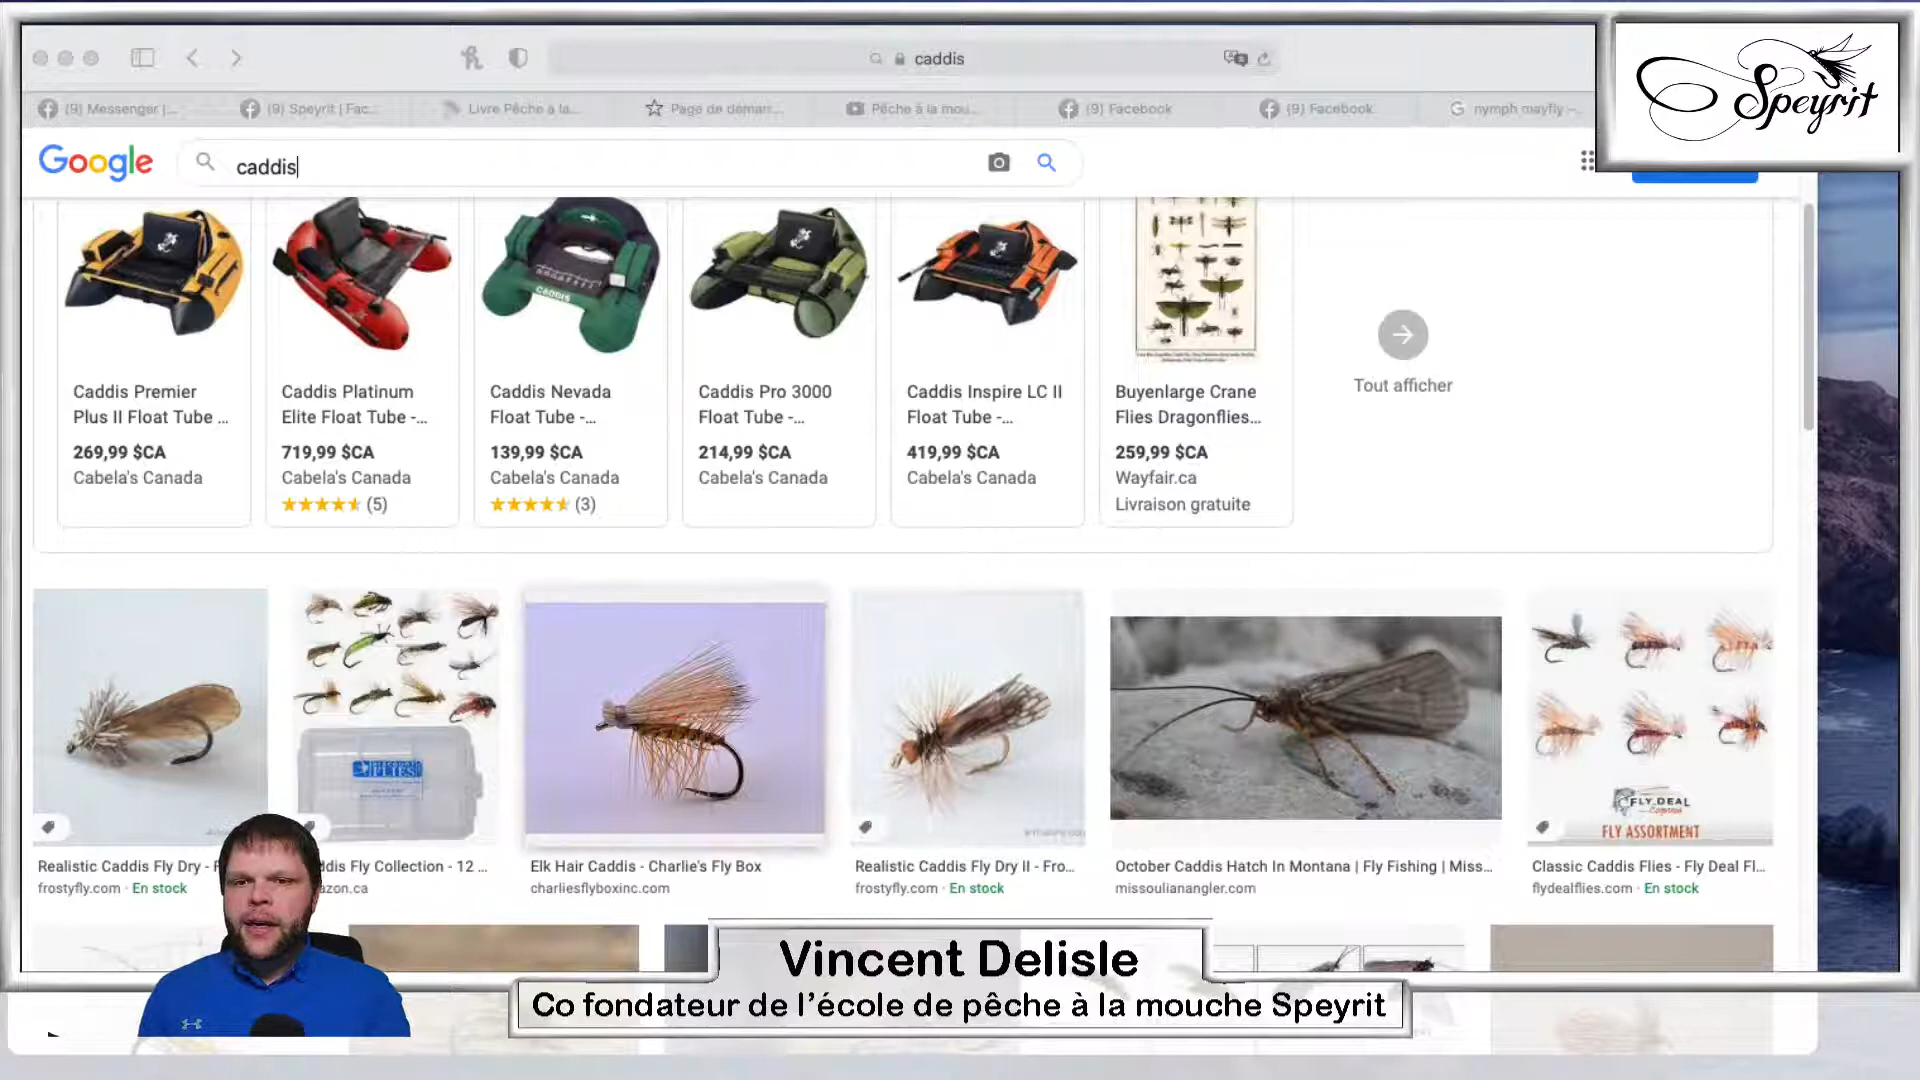 caddis
(9) Messenger |...
(9) Speyrit | Fac...
Livre Pêche à la...
Page de démarr...
Pêche à la mou...
(9) Facebook
(9) Facebook
nymph mayfly –...
Speyrit
Google
caddis
Caddis Premier
Plus II Float Tube ...
269,99 $CA
Cabela's Canada
Caddis Platinum
Elite Float Tube -...
719,99 $CA
Cabela's Canada
(5)
CADDIS
Caddis Nevada
Float Tube -...
139,99 $CA
Cabela's Canada
(3)
Caddis Pro 3000
Float Tube -...
214,99 $CA
Cabela's Canada
Caddis Inspire LC II
Float Tube -...
419,99 $CA
Cabela's Canada
Buyenlarge Crane
Flies Dragonflies...
259,99 $CA
Wayfair.ca
Livraison gratuite
Tout afficher
FLIES
FLY DEAL
FLY ASSORTMENT
Realistic Caddis Fly Dry -
frostyfly.com · En stock
Fly Collection - 12 ...
Elk Hair Caddis - Charlie's Fly Box
charliesflyboxinc.com
Realistic Caddis Fly Dry II - Fro...
frostyfly.com · En stock
October Caddis Hatch In Montana | Fly Fishing | Miss...
missoulianangler.com
Classic Caddis Flies - Fly Deal Fl...
flydealflies.com · En stock
Vincent Delisle
Co fondateur de l'école de pêche à la mouche Speyrit